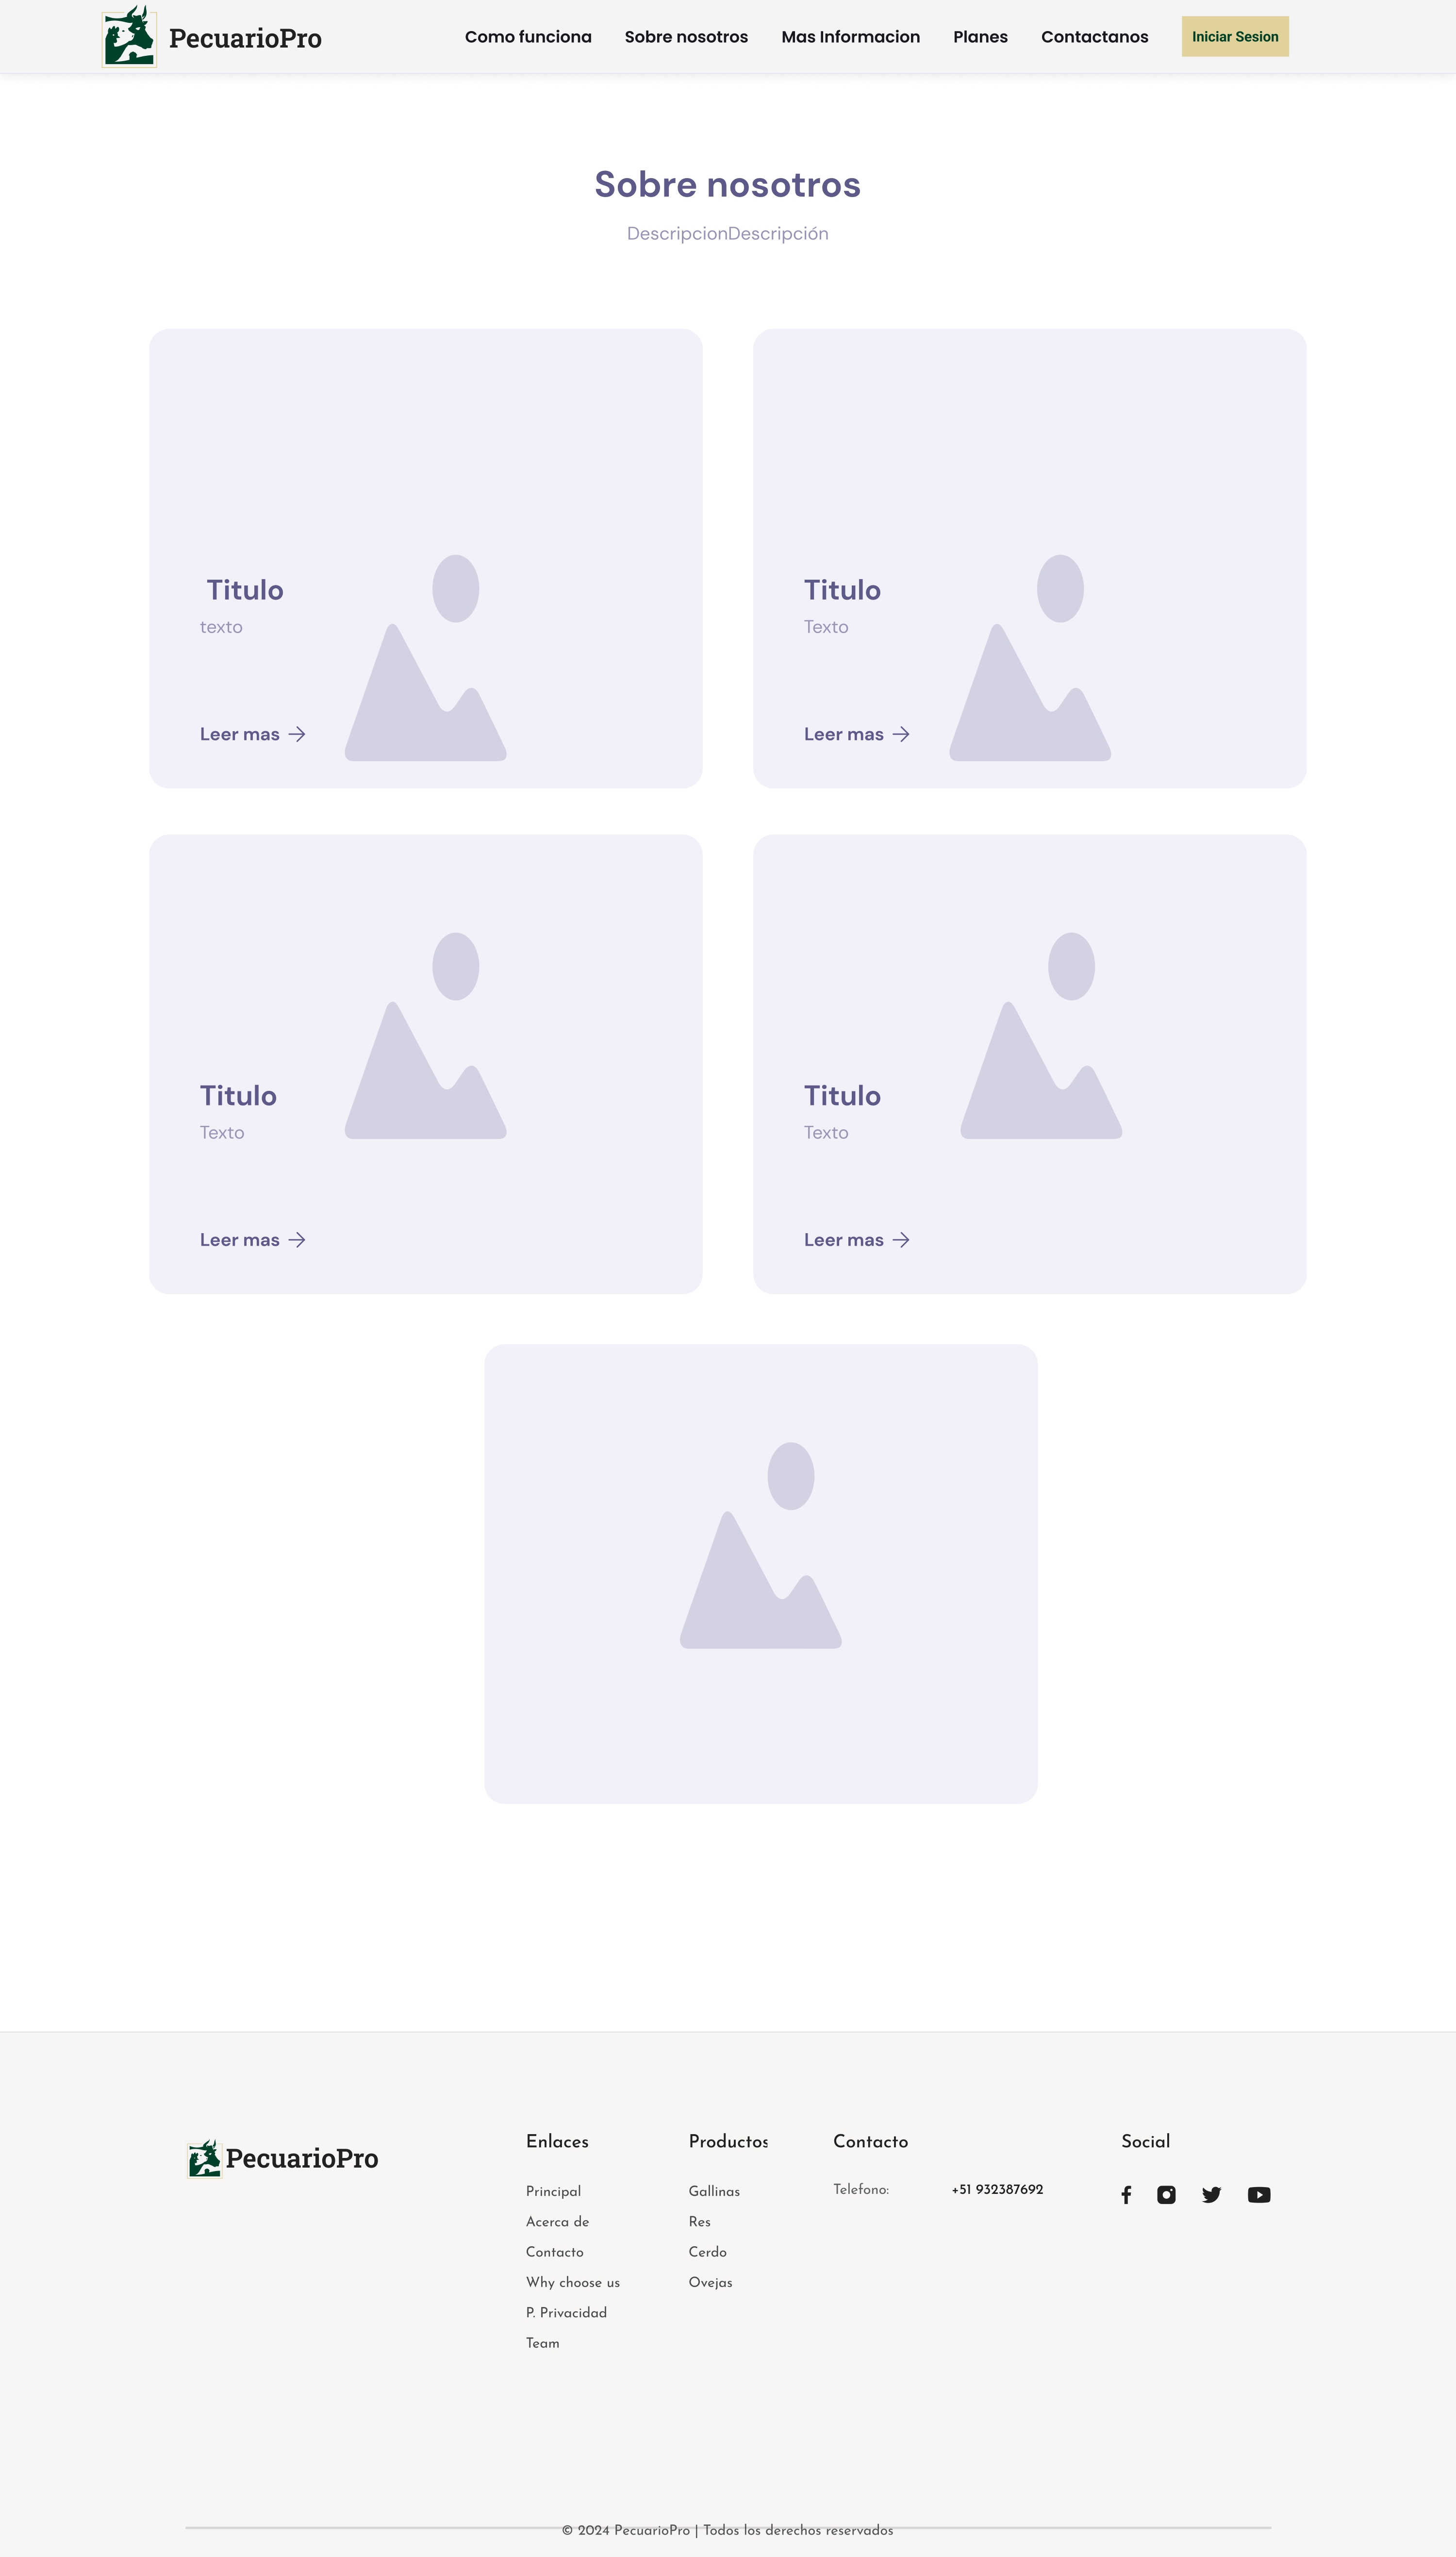 PecuarioPro
Como funciona
Sobre nosotros
Mas Informacion
Planes
Contactanos
Iniciar Sesion
Sobre nosotros
DescripcionDescripción
Titulo
texto
Leer mas
Titulo
Texto
Leer mas
Titulo
Texto
Leer mas
Titulo
Texto
Leer mas
PecuarioPro
Enlaces
Principal
Acerca de
Contacto
Why choose us
P. Privacidad
Team
Productos
Gallinas
Res
Cerdo
Ovejas
Contacto
Telefono: +51 932387692
Social
© 2024 PecuarioPro | Todos los derechos reservados